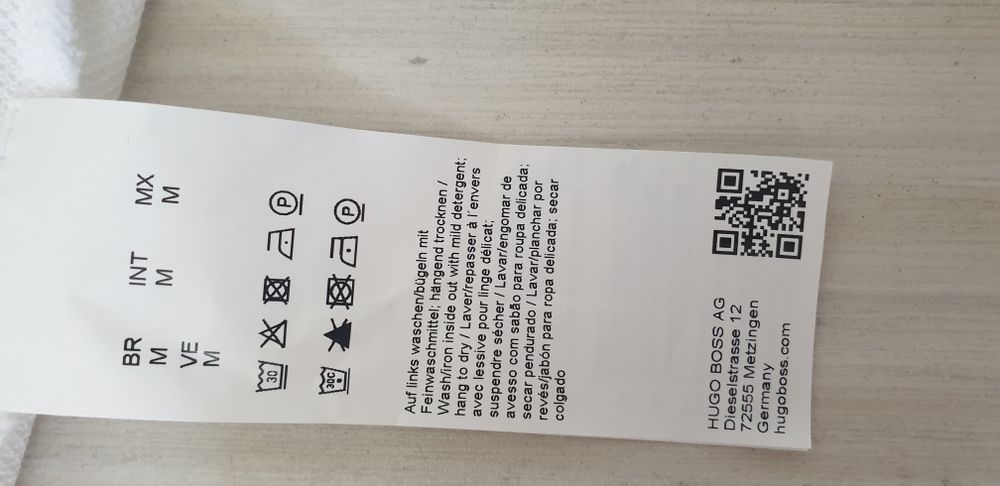 BR INT MX
M M M
VE
M
30
P
30C
P
Auf links waschen/bügeln mit
Feinwaschmittel; hängend trocknen /
Wash/iron inside out with mild detergent;
hang to dry / Laver/repasser à l'envers
avec lessive pour linge délicat;
suspendre sécher / Lavar/engomar de
avesso com sabão para roupa delicada;
secar pendurado / Lavar/planchar por
revés/jabón para ropa delicada; secar
colgado
HUGO BOSS AG
Dieselstrasse 12
72555 Metzingen
Germany
hugoboss.com